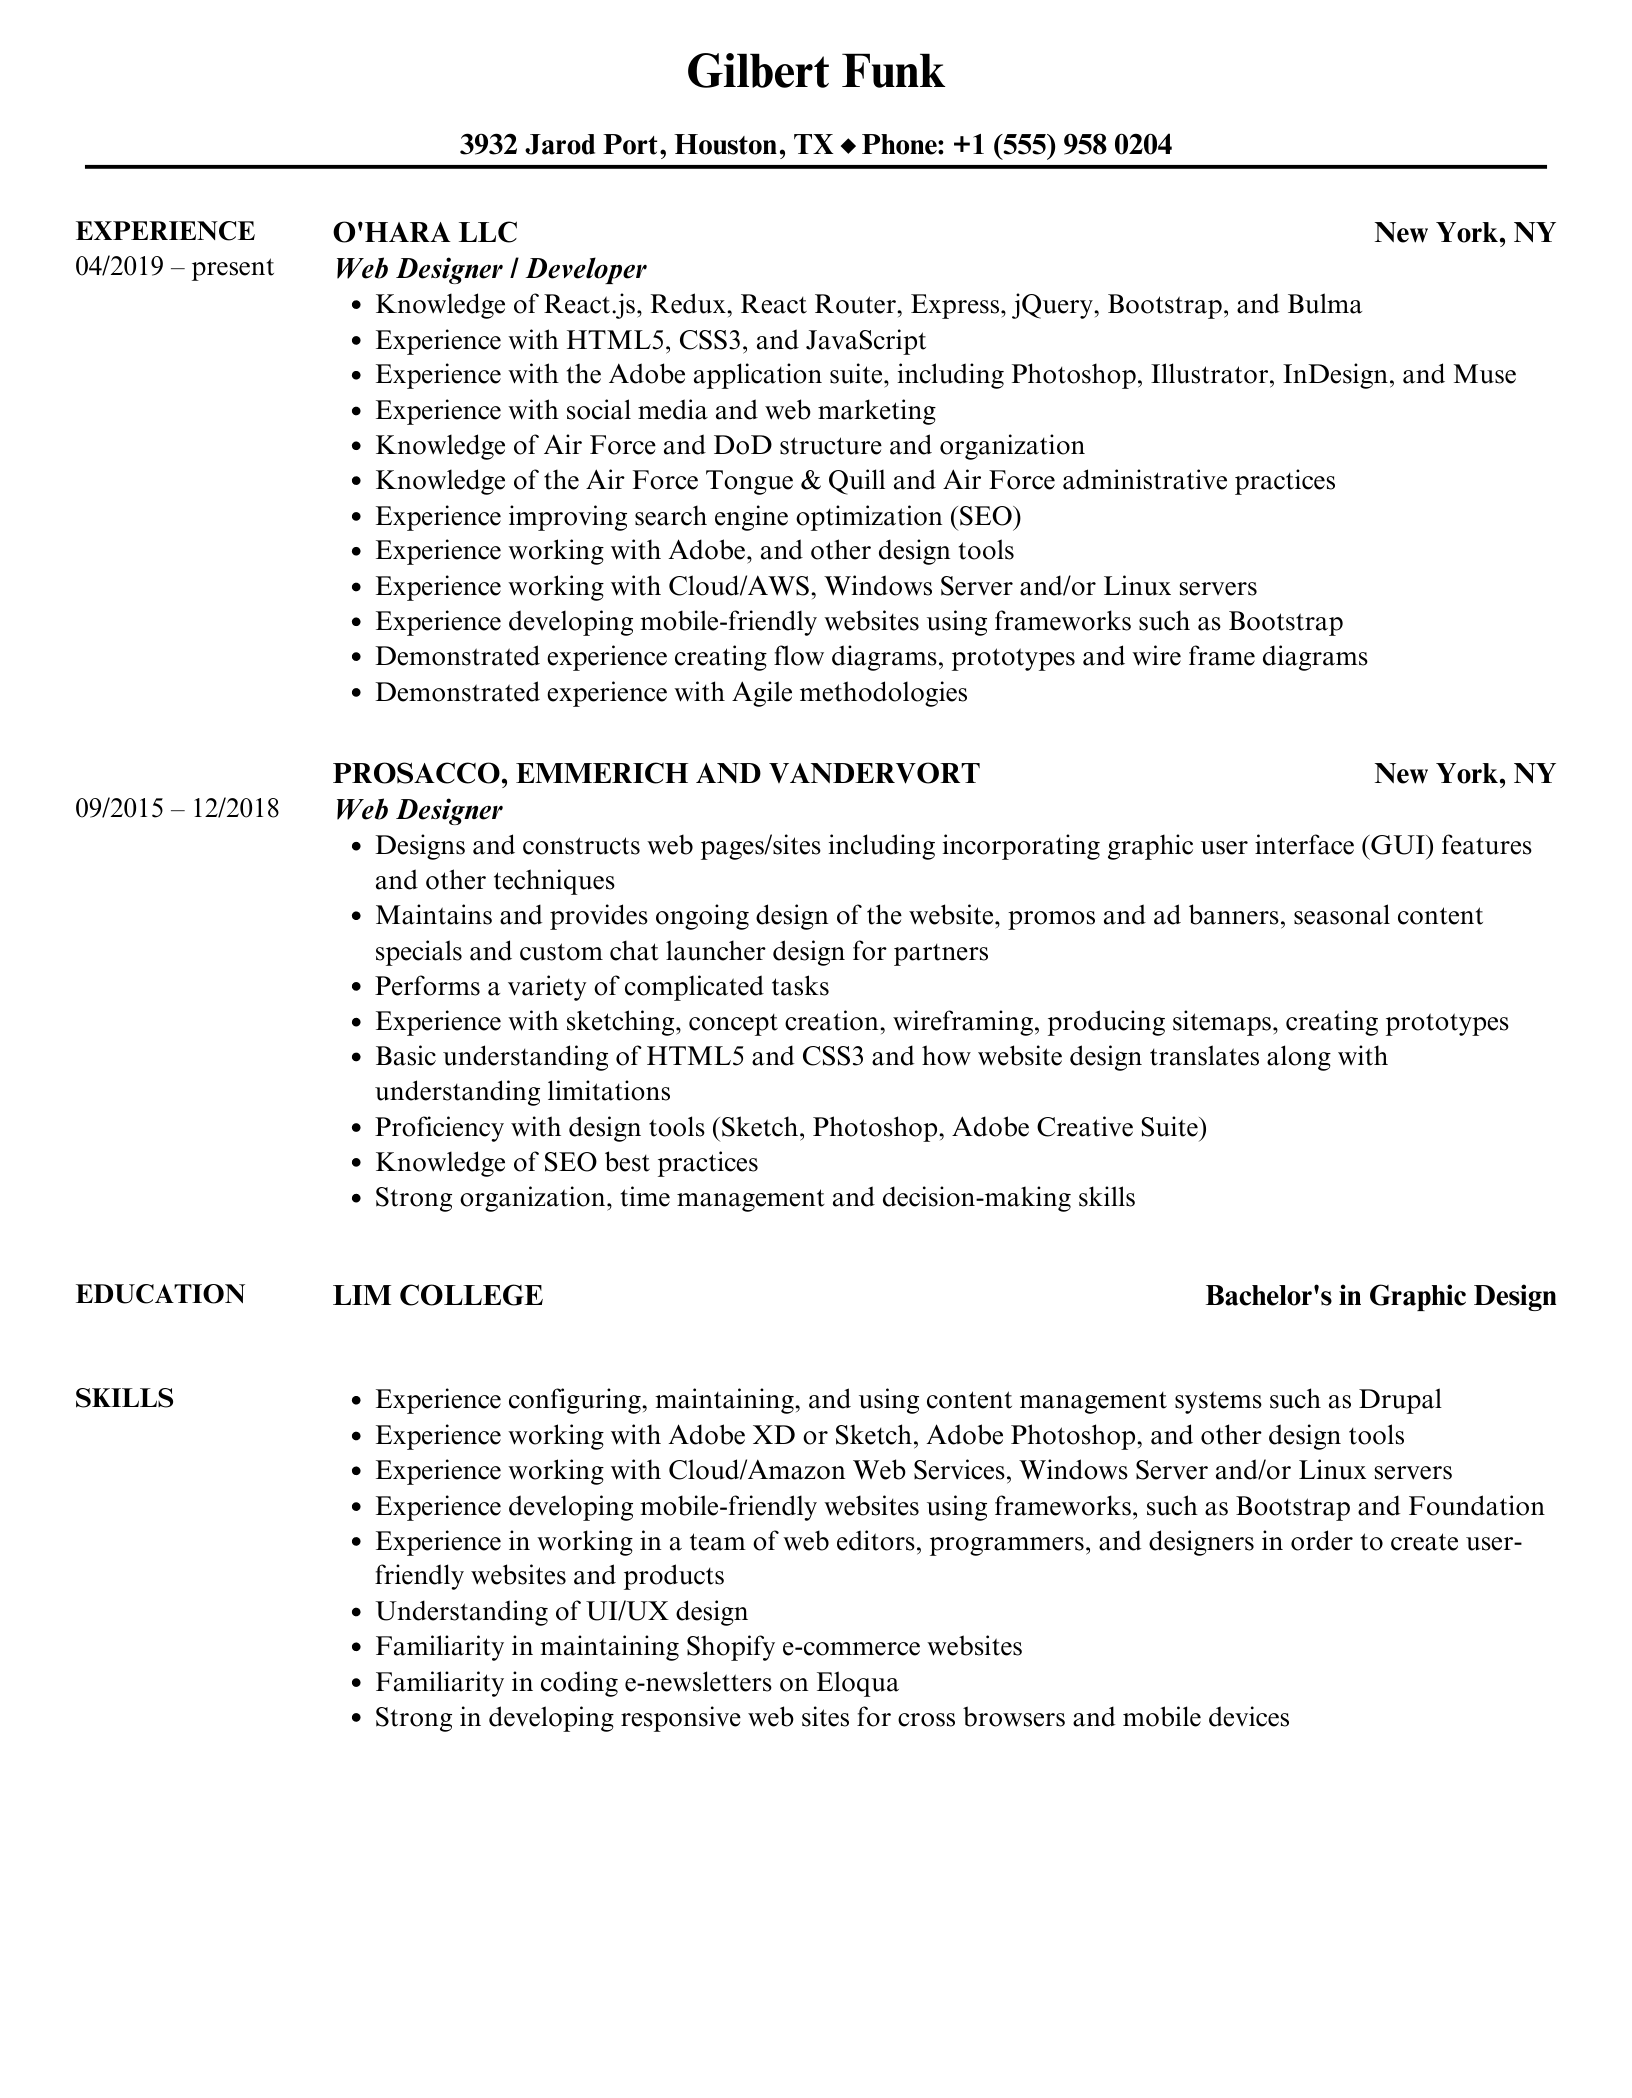 Gilbert Funk
3932 Jarod Port, Houston, TX ◆ Phone: +1 (555) 958 0204
EXPERIENCE
O'HARA LLC
New York, NY
04/2019 – present
Web Designer / Developer
• Knowledge of React.js, Redux, React Router, Express, jQuery, Bootstrap, and Bulma
• Experience with HTML5, CSS3, and JavaScript
• Experience with the Adobe application suite, including Photoshop, Illustrator, InDesign, and Muse
• Experience with social media and web marketing
• Knowledge of Air Force and DoD structure and organization
• Knowledge of the Air Force Tongue & Quill and Air Force administrative practices
• Experience improving search engine optimization (SEO)
• Experience working with Adobe, and other design tools
• Experience working with Cloud/AWS, Windows Server and/or Linux servers
• Experience developing mobile-friendly websites using frameworks such as Bootstrap
• Demonstrated experience creating flow diagrams, prototypes and wire frame diagrams
• Demonstrated experience with Agile methodologies
PROSACCO, EMMERICH AND VANDERVORT
New York, NY
09/2015 – 12/2018
Web Designer
• Designs and constructs web pages/sites including incorporating graphic user interface (GUI) features
and other techniques
• Maintains and provides ongoing design of the website, promos and ad banners, seasonal content
specials and custom chat launcher design for partners
• Performs a variety of complicated tasks
• Experience with sketching, concept creation, wireframing, producing sitemaps, creating prototypes
• Basic understanding of HTML5 and CSS3 and how website design translates along with
understanding limitations
• Proficiency with design tools (Sketch, Photoshop, Adobe Creative Suite)
• Knowledge of SEO best practices
• Strong organization, time management and decision-making skills
EDUCATION
LIM COLLEGE
Bachelor's in Graphic Design
SKILLS
• Experience configuring, maintaining, and using content management systems such as Drupal
• Experience working with Adobe XD or Sketch, Adobe Photoshop, and other design tools
• Experience working with Cloud/Amazon Web Services, Windows Server and/or Linux servers
• Experience developing mobile-friendly websites using frameworks, such as Bootstrap and Foundation
• Experience in working in a team of web editors, programmers, and designers in order to create user-
friendly websites and products
• Understanding of UI/UX design
• Familiarity in maintaining Shopify e-commerce websites
• Familiarity in coding e-newsletters on Eloqua
• Strong in developing responsive web sites for cross browsers and mobile devices